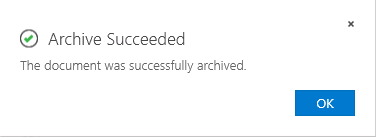 Archive Succeeded
The document was successfully archived.
OK